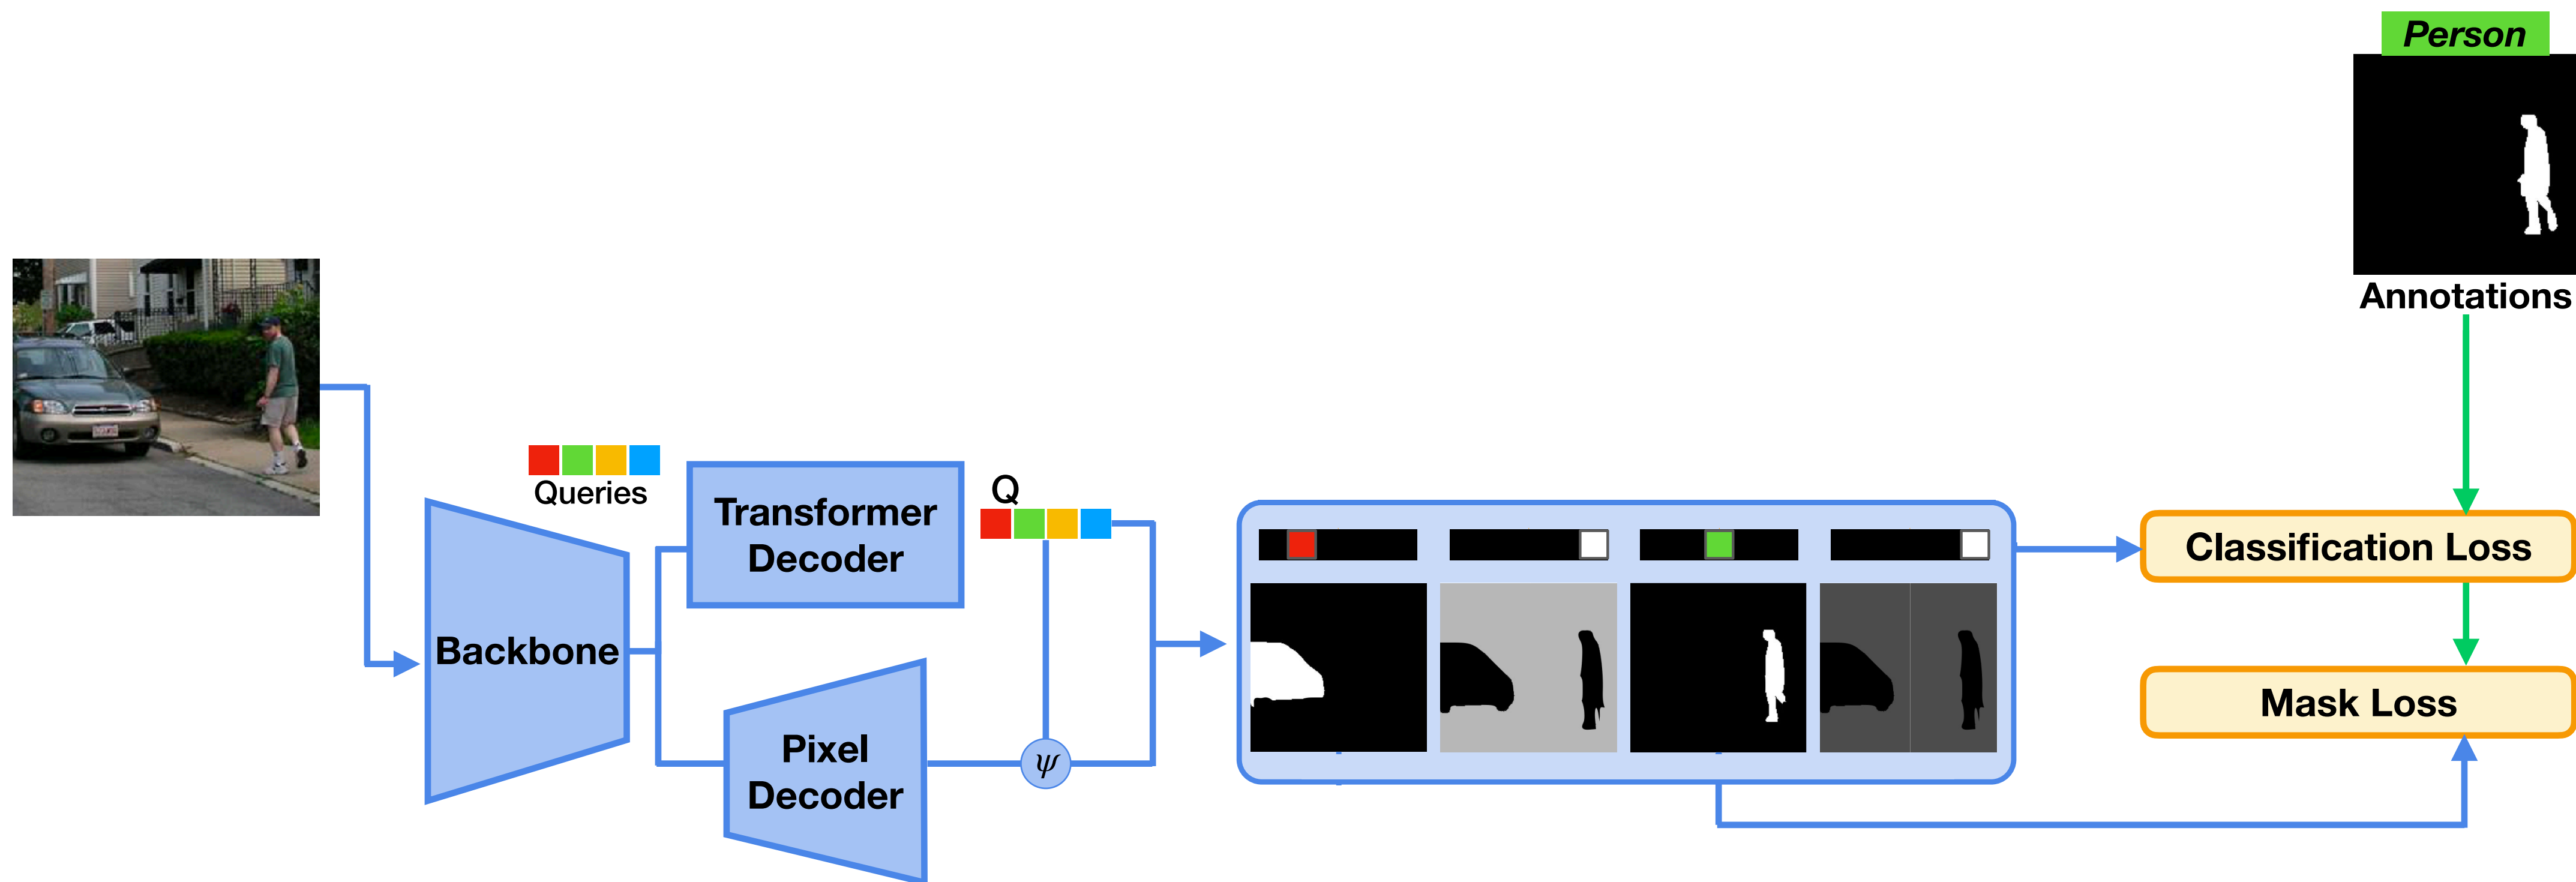 Person
Annotations
Queries
Transformer
Decoder
Q
Backbone
Pixel
Decoder
ψ
Classification Loss
Mask Loss